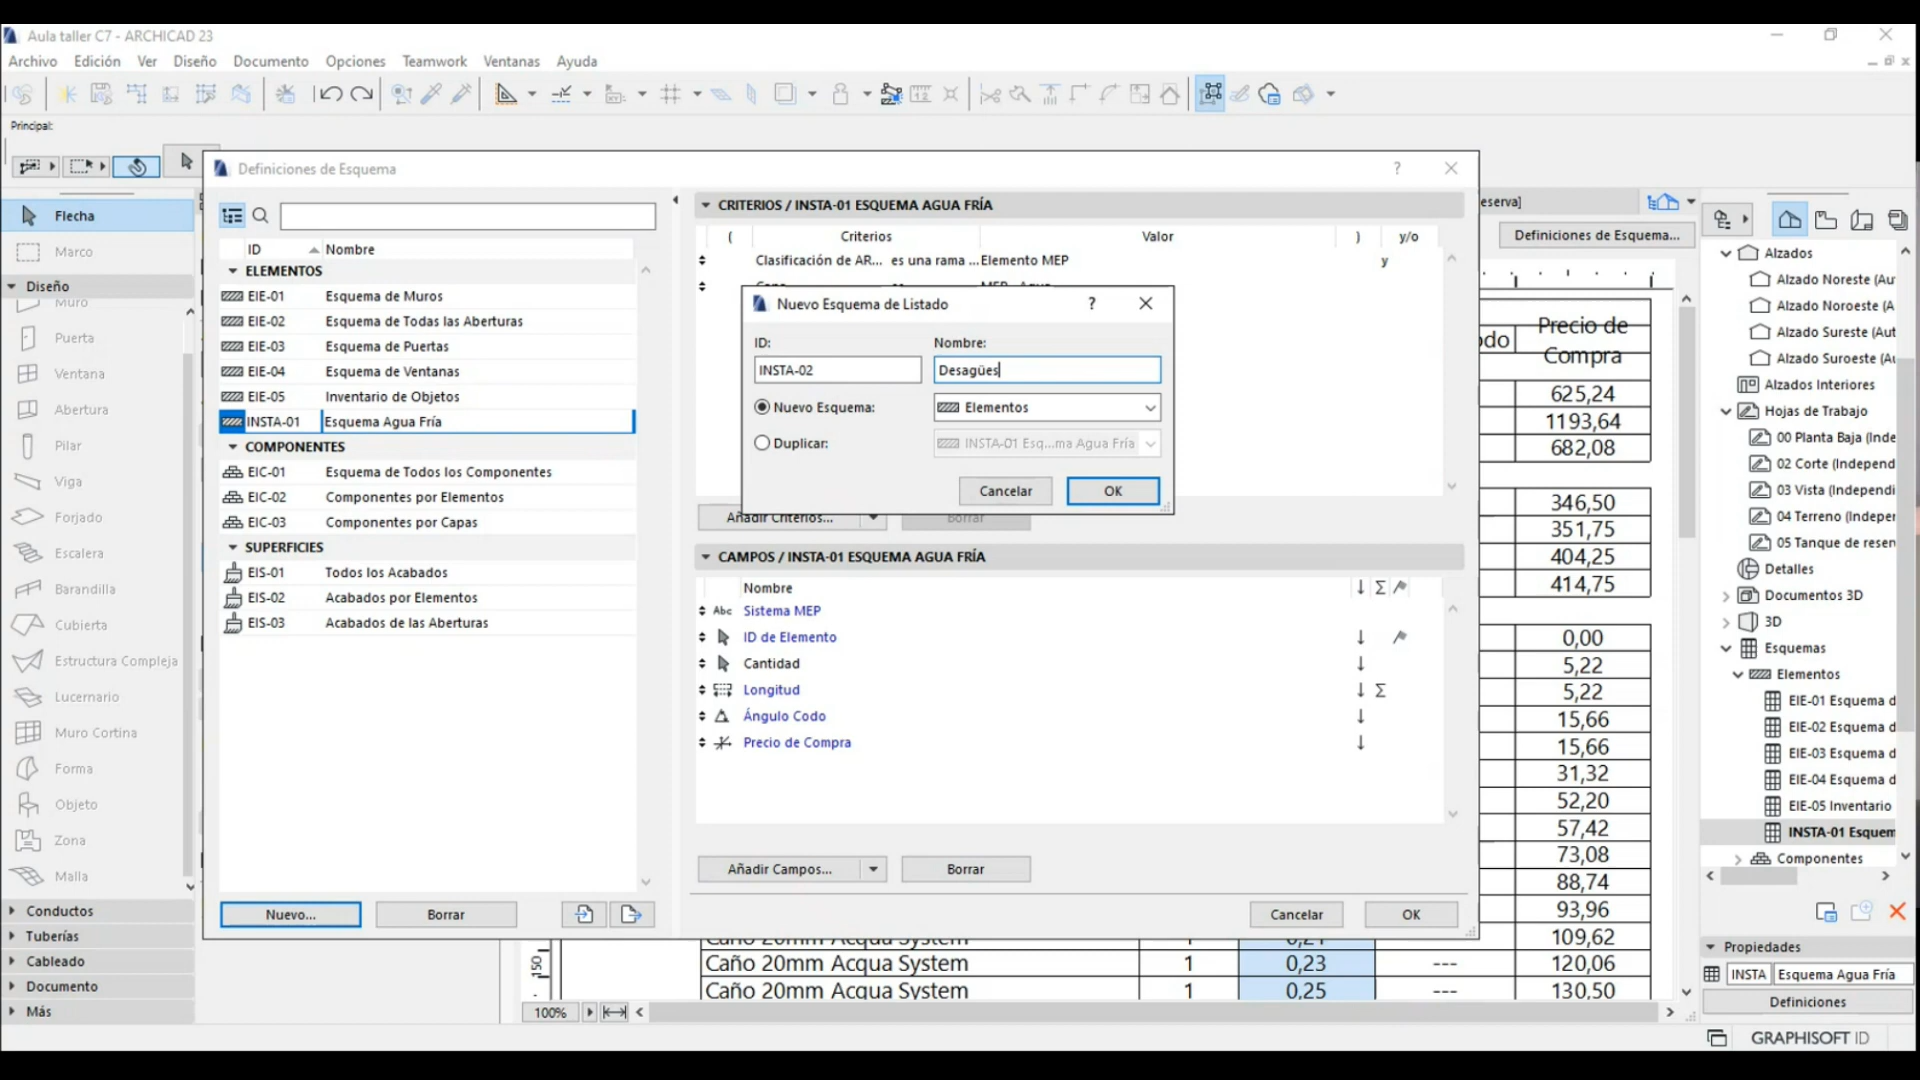 Aula taller C7 - ARCHICAD 23
Archivo Edición Ver Diseño Documento Opciones Teamwork Ventanas Ayuda
Principal:
Flecha
Marco
Diseño
Muro
Puerta
Ventana
Abertura
Pilar
Viga
Forjado
Escalera
Barandilla
Cubierta
Estructura Compleja
Lucernario
Muro Cortina
Forma
Objeto
Zona
Malla
Conductos
Tuberías
Cableado
Documento
Más
Definiciones de Esquema
ID Nombre
ELEMENTOS
EIE-01 Esquema de Muros
EIE-02 Esquema de Todas las Aberturas
EIE-03 Esquema de Puertas
EIE-04 Esquema de Ventanas
EIE-05 Inventario de Objetos
INSTA-01 Esquema Agua Fría
COMPONENTES
EIC-01 Esquema de Todos los Componentes
EIC-02 Componentes por Elementos
EIC-03 Componentes por Capas
SUPERFICIES
EIS-01 Todos los Acabados
EIS-02 Acabados por Elementos
EIS-03 Acabados de las Aberturas
Nuevo... Borrar
CRITERIOS / INSTA-01 ESQUEMA AGUA FRÍA
( Criterios Valor ) y/o
Clasificación de AR... es una rama ... Elemento MEP y
Añadir Criterios... Borrar
Nuevo Esquema de Listado
ID: Nombre:
INSTA-02 Desagües
Nuevo Esquema: Elementos
Duplicar: INSTA-01 Esq...ma Agua Fría
Cancelar OK
CAMPOS / INSTA-01 ESQUEMA AGUA FRÍA
Nombre
Abc Sistema MEP
ID de Elemento
Cantidad
Longitud
Ángulo Codo
Precio de Compra
Añadir Campos... Borrar
Cancelar OK
eserva]
Definiciones de Esquema...
odo Precio de
Compra
625,24
1193,64
682,08
346,50
351,75
404,25
414,75
0,00
5,22
5,22
15,66
15,66
31,32
52,20
57,42
73,08
88,74
93,96
109,62
Caño 20mm Acqua System 1 0,23 --- 120,06
Caño 20mm Acqua System 1 0,25 --- 130,50
150
100%
Alzados
Alzado Noreste (Aut
Alzado Noroeste (A
Alzado Sureste (Aut
Alzado Suroeste (Au
Alzados Interiores
Hojas de Trabajo
00 Planta Baja (Inde
02 Corte (Independ
03 Vista (Independi
04 Terreno (Indeper
05 Tanque de reser
Detalles
Documentos 3D
3D
Esquemas
Elementos
EIE-01 Esquema d
EIE-02 Esquema d
EIE-03 Esquema d
EIE-04 Esquema d
EIE-05 Inventario
INSTA-01 Esquem
Componentes
Propiedades
INSTA Esquema Agua Fría
Definiciones
GRAPHISOFT ID